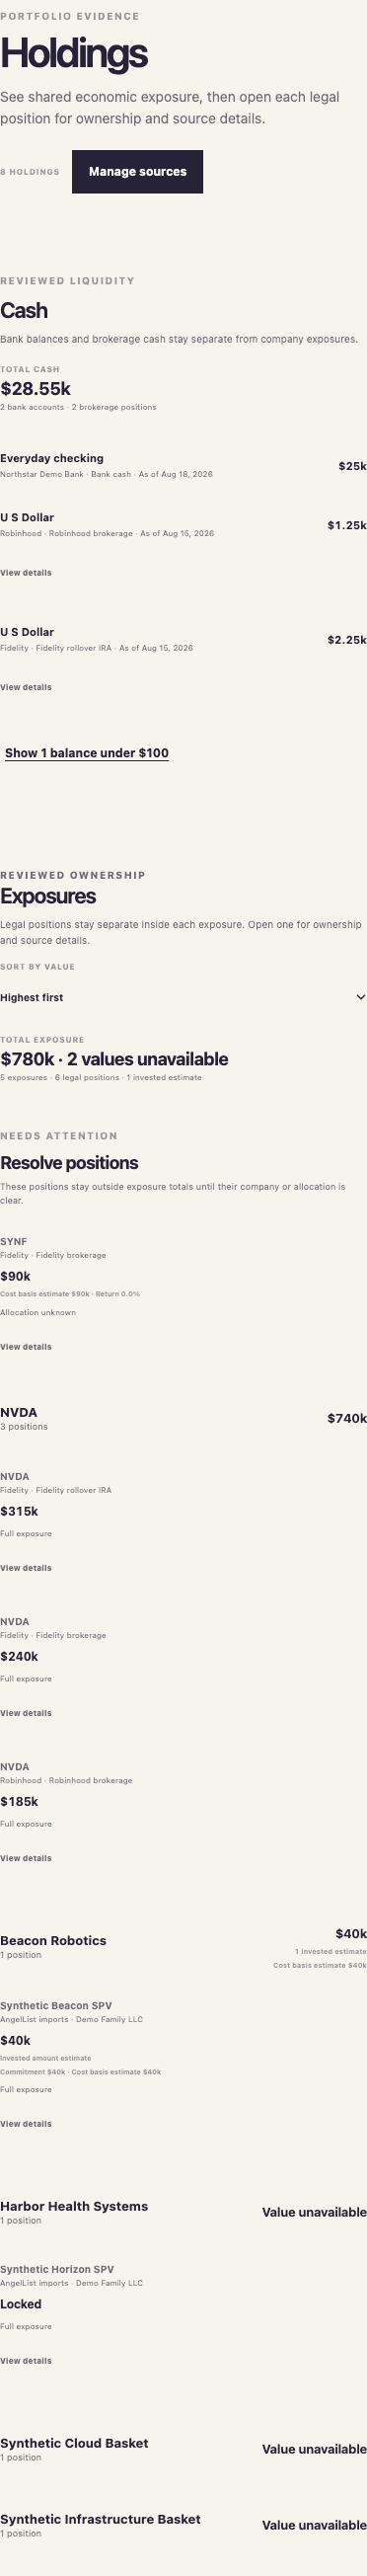 PORTFOLIO EVIDENCE
Holdings
See shared economic exposure, then open each legal
position for ownership and source details.
8 HOLDINGS
Manage sources
REVIEWED LIQUIDITY
Cash
Bank balances and brokerage cash stay separate from company exposures.
TOTAL CASH
$28.55k
2 bank accounts · 2 brokerage positions
Everyday checking
$25k
Northstar Demo Bank · Bank cash · As of Aug 18, 2026
U S Dollar
$1.25k
Robinhood · Robinhood brokerage · As of Aug 15, 2026
View details
U S Dollar
$2.25k
Fidelity · Fidelity rollover IRA · As of Aug 15, 2026
View details
Show 1 balance under $100
REVIEWED OWNERSHIP
Exposures
Legal positions stay separate inside each exposure. Open one for ownership
and source details.
SORT BY VALUE
Highest first
TOTAL EXPOSURE
$780k · 2 values unavailable
5 exposures · 6 legal positions · 1 invested estimate
NEEDS ATTENTION
Resolve positions
These positions stay outside exposure totals until their company or allocation is
clear.
SYNF
Fidelity · Fidelity brokerage
$90k
Cost basis estimate $90k · Return 0.0%
Allocation unknown
View details
NVDA
$740k
3 positions
NVDA
Fidelity · Fidelity rollover IRA
$315k
Full exposure
View details
NVDA
Fidelity · Fidelity brokerage
$240k
Full exposure
View details
NVDA
Robinhood · Robinhood brokerage
$185k
Full exposure
View details
Beacon Robotics
1 position
$40k
1 invested estimate
Cost basis estimate $40k
Synthetic Beacon SPV
AngelList imports · Demo Family LLC
$40k
Invested amount estimate
Commitment $40k · Cost basis estimate $40k
Full exposure
View details
Harbor Health Systems
Value unavailable
1 position
Synthetic Horizon SPV
AngelList imports · Demo Family LLC
Locked
Full exposure
View details
Synthetic Cloud Basket
Value unavailable
1 position
Synthetic Infrastructure Basket
Value unavailable
1 position